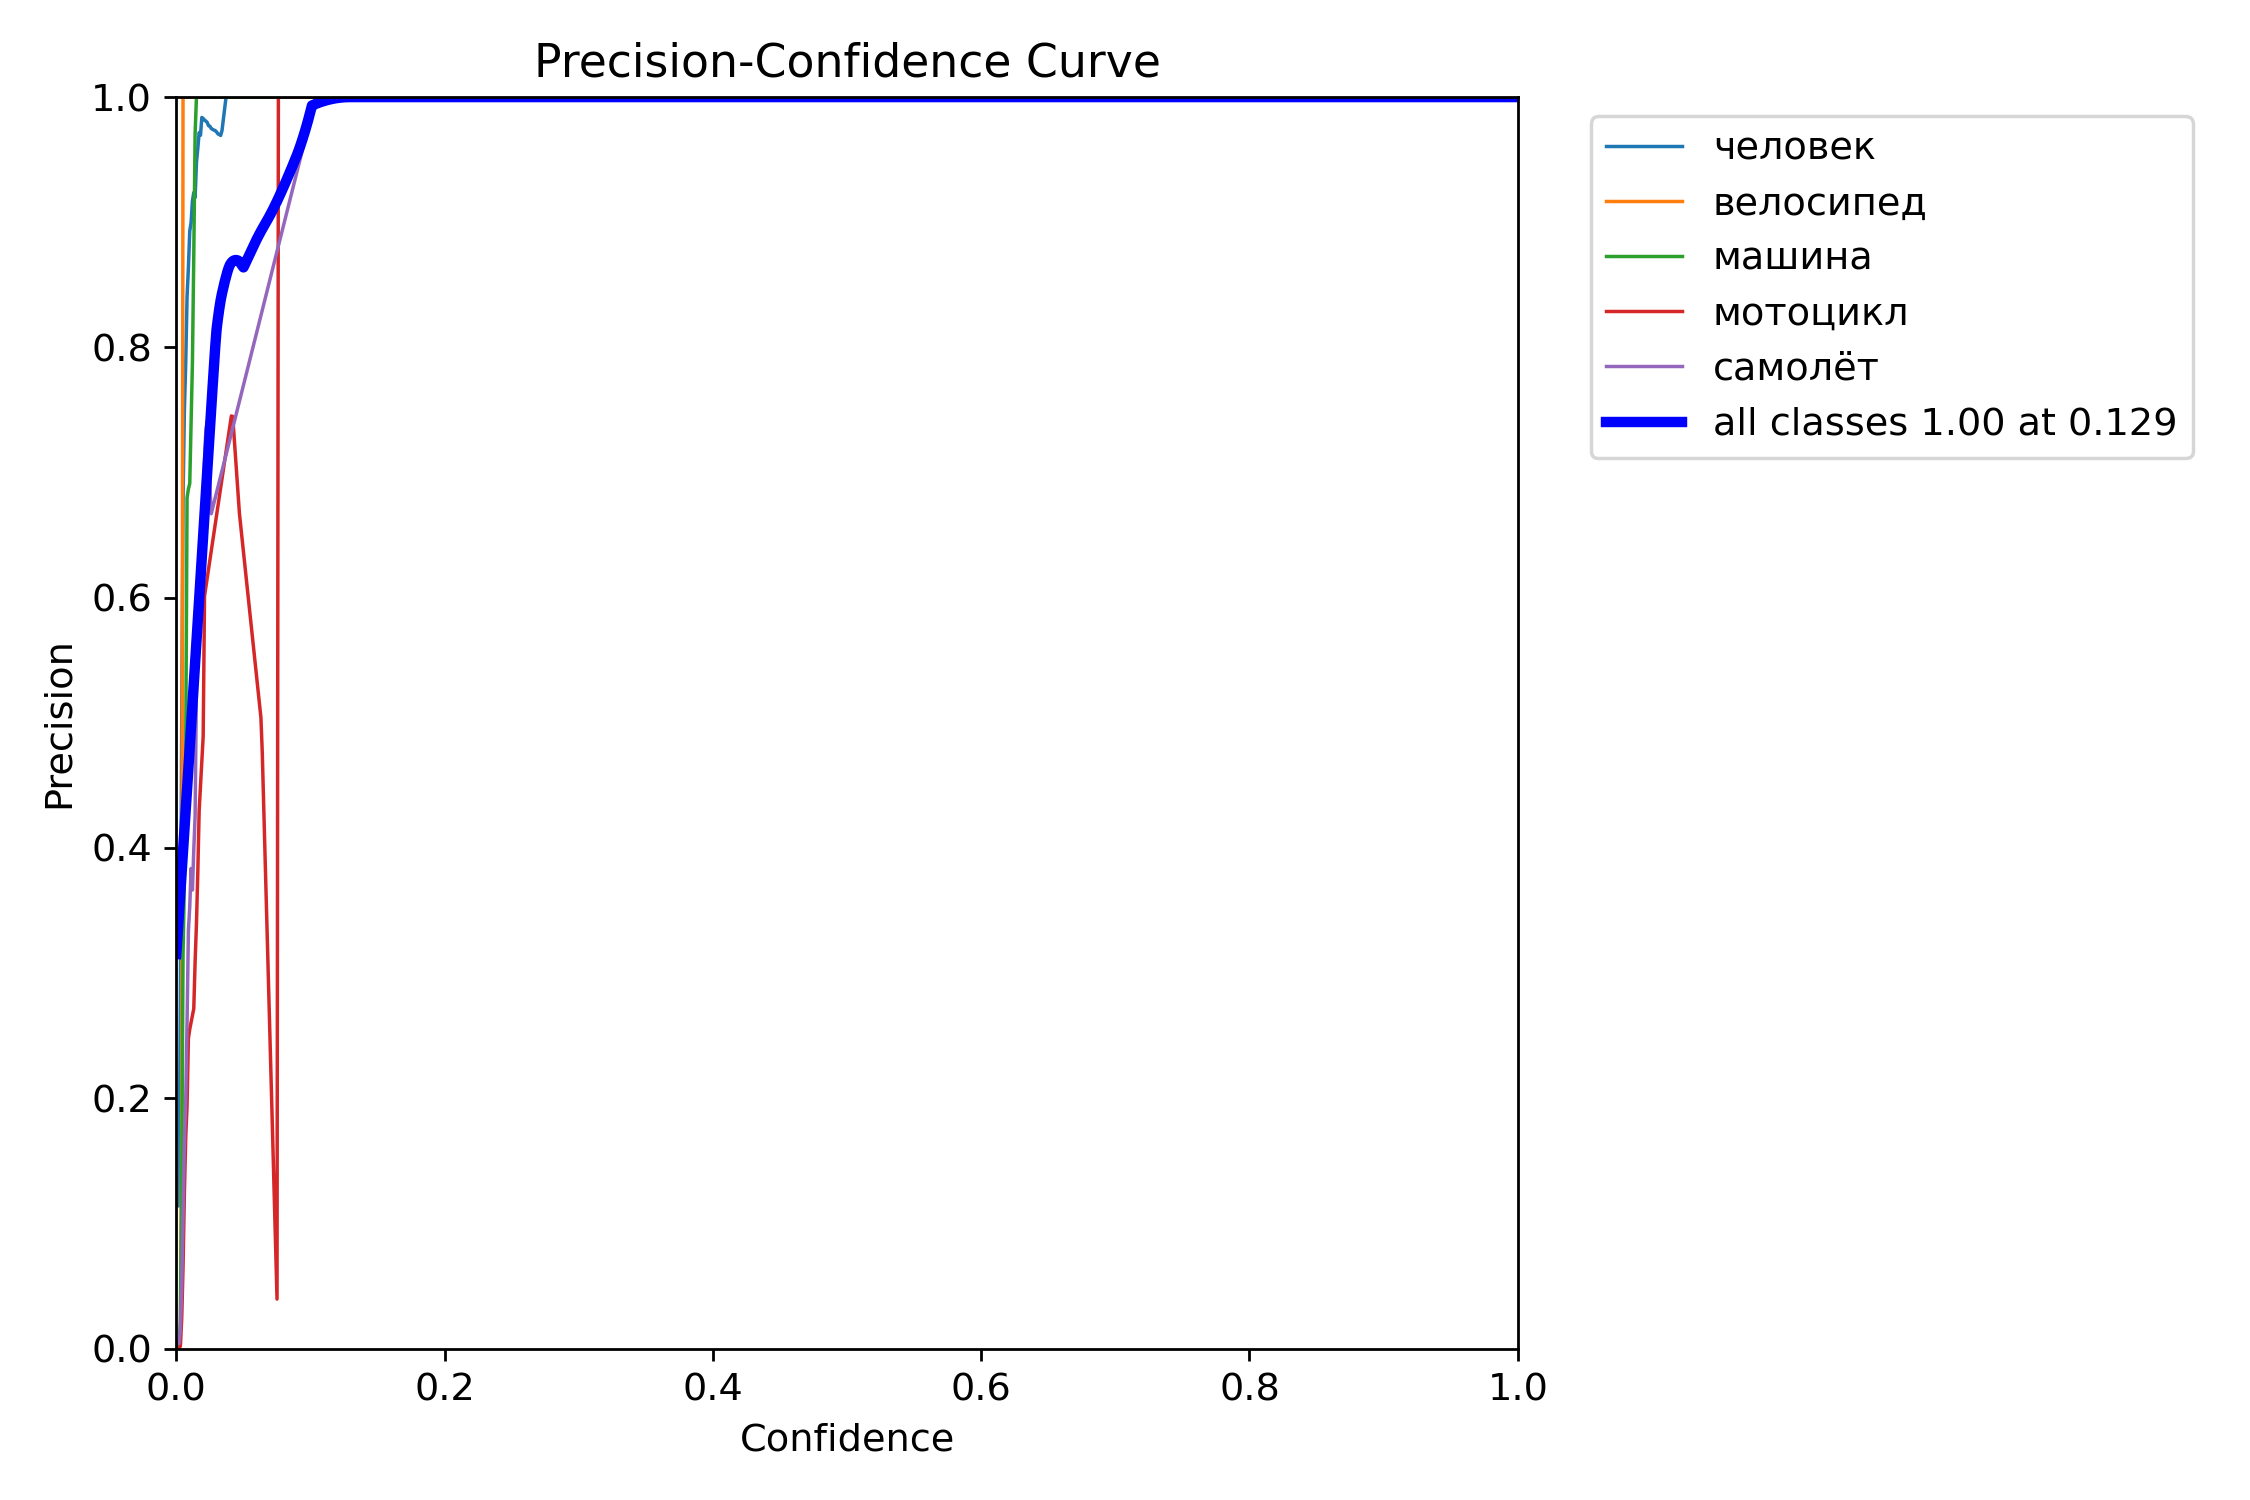 Precision-Confidence Curve
1.0
0.8
0.6
0.4
0.2
0.0
Precision
0.0 0.2 0.4 0.6 0.8 1.0
Confidence
человек
велосипед
машина
мотоцикл
самолёт
all classes 1.00 at 0.129